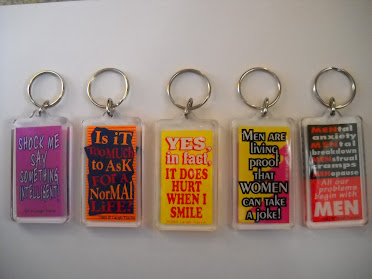 SHOCK ME
SAY
SOMETHING
INTELLIGENT!
Is iT
to AsK
FOR A
NorMAL
LIFE?
YES,
in fact,
IT DOES
HURT
WHEN I
SMILE
MEN ARE
living
proof
THAT
WOMEN
CAN TAKE
A joke!
MENtal
anxiety
MENtal
breakdown
MENstrual
cramps
MENopause
All our
problems
begin with
MEN